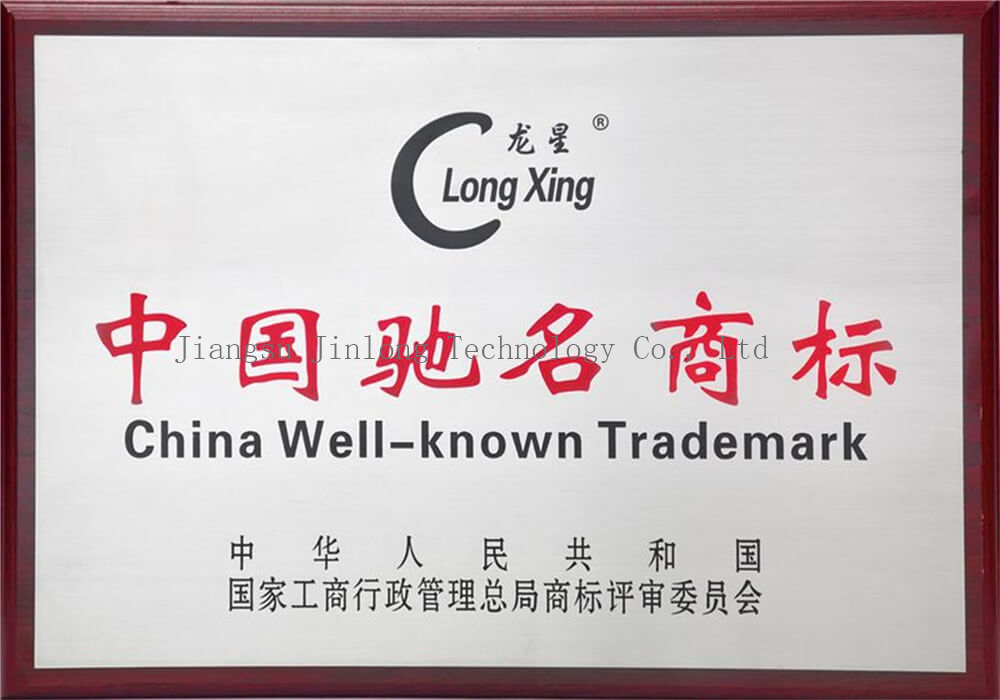 龙星 ®
Long Xing
中国驰名商标
Jiangsu Jinlong Technology Co., Ltd
China Well-known Trademark
中华人民共和国
国家工商行政管理总局商标评审委员会